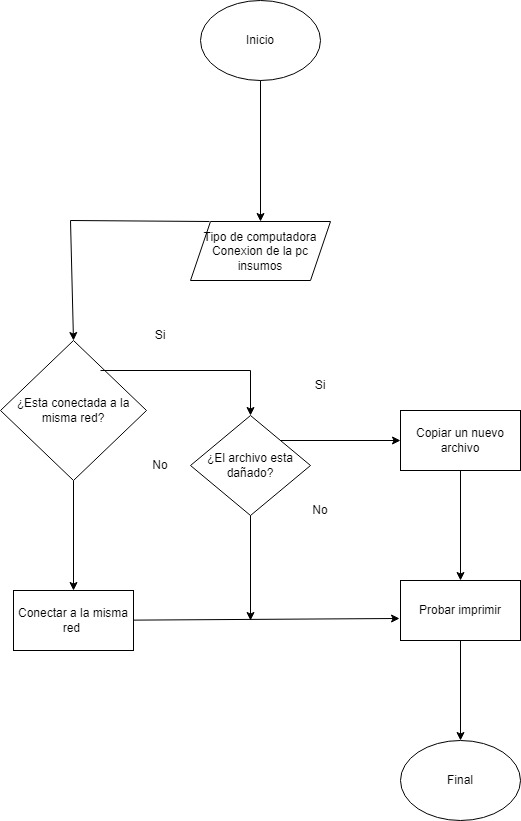 Inicio
Tipo de computadora
Conexion de la pc
insumos
Si
¿Esta conectada a la
misma red?
Si
Copiar un nuevo
archivo
¿El archivo esta
dañado?
No
No
Conectar a la misma
red
Probar imprimir
Final